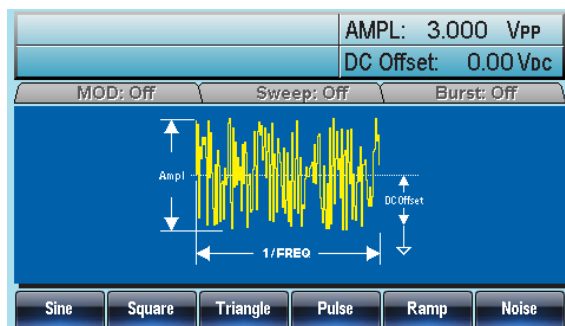 AMPL: 3.000 VPP
DC Offset: 0.00 VDC
MOD: Off Sweep: Off Burst: Off
Ampl
DC Offset
1/FREQ
Sine Square Triangle Pulse Ramp Noise